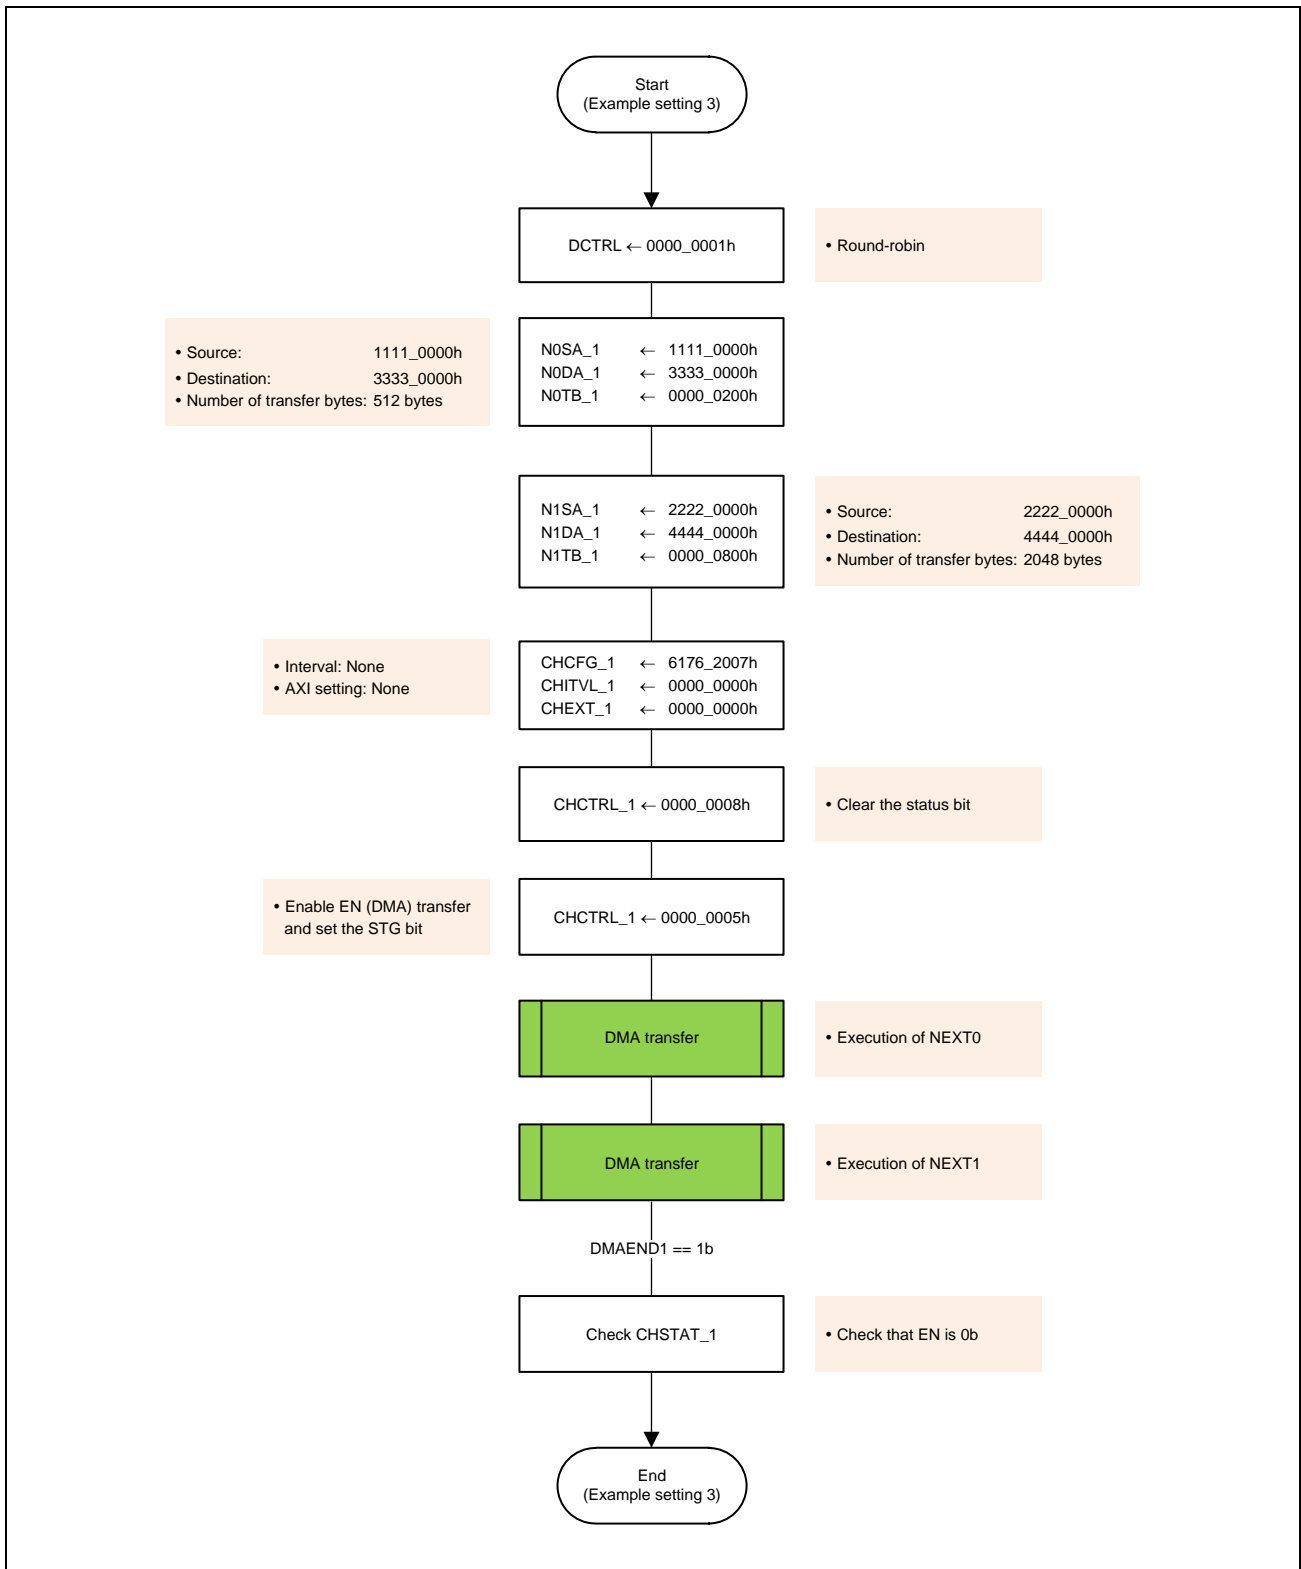 Start
(Example setting 3)
DCTRL ← 0000_0001h
• Round-robin
• Source: 1111_0000h
• Destination: 3333_0000h
• Number of transfer bytes: 512 bytes
N0SA_1 ← 1111_0000h
N0DA_1 ← 3333_0000h
N0TB_1 ← 0000_0200h
N1SA_1 ← 2222_0000h
N1DA_1 ← 4444_0000h
N1TB_1 ← 0000_0800h
• Source: 2222_0000h
• Destination: 4444_0000h
• Number of transfer bytes: 2048 bytes
• Interval: None
• AXI setting: None
CHCFG_1 ← 6176_2007h
CHITVL_1 ← 0000_0000h
CHEXT_1 ← 0000_0000h
CHCTRL_1 ← 0000_0008h
• Clear the status bit
• Enable EN (DMA) transfer
and set the STG bit
CHCTRL_1 ← 0000_0005h
DMA transfer
• Execution of NEXT0
DMA transfer
• Execution of NEXT1
DMAEND1 == 1b
Check CHSTAT_1
• Check that EN is 0b
End
(Example setting 3)